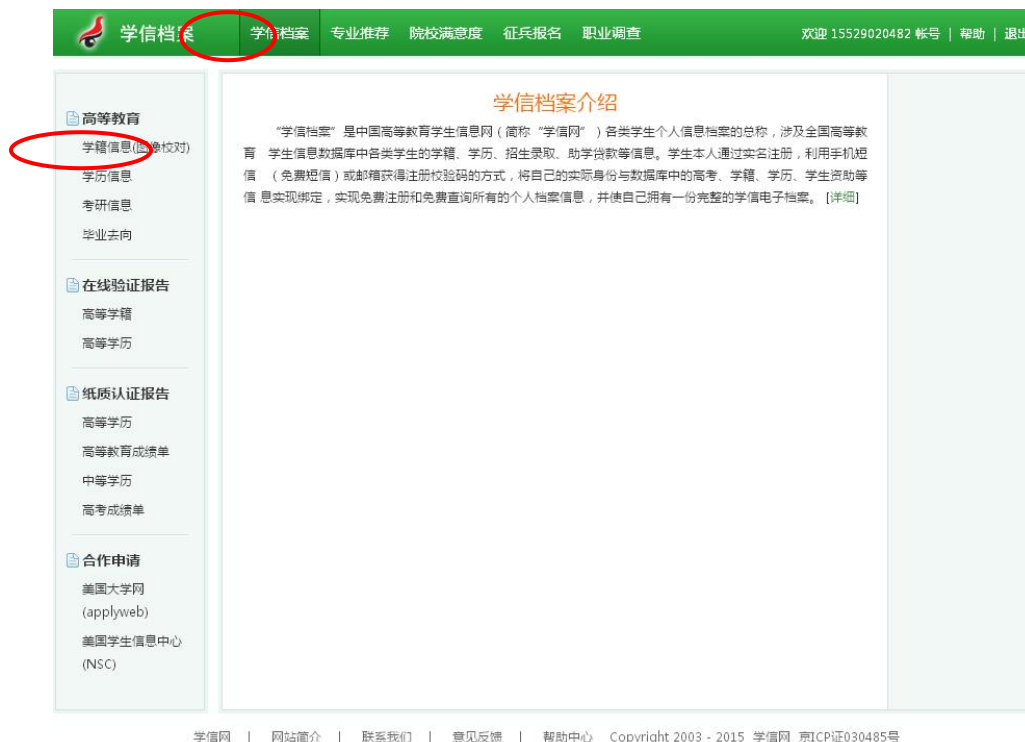 学信档案
学信档案 专业推荐 院校满意度 征兵报名 职业调查
欢迎 15529020482 帐号 | 帮助 | 退出
高等教育
学籍信息(图像校对)
学历信息
考研信息
毕业去向
在线验证报告
高等学籍
高等学历
纸质认证报告
高等学历
高等教育成绩单
中等学历
高考成绩单
合作申请
美国大学网
(applyweb)
美国学生信息中心
(NSC)
学信档案介绍
“学信档案”是中国高等教育学生信息网（简称“学信网”）各类学生个人信息档案的总称，涉及全国高等教
育 学生信息数据库中各类学生的学籍、学历、招生录取、助学贷款等信息。学生本人通过实名注册，利用手机短
信 （免费短信）或邮箱获得注册校验码的方式，将自己的实际身份与数据库中的高考、学籍、学历、学生资助等
信 息实现绑定，实现免费注册和免费查询所有的个人档案信息，并使自己拥有一份完整的学信电子档案。 [详细]
学信网 | 网站简介 | 联系我们 | 意见反馈 | 帮助中心 Copyright 2003 - 2015 学信网 京ICP证030485号